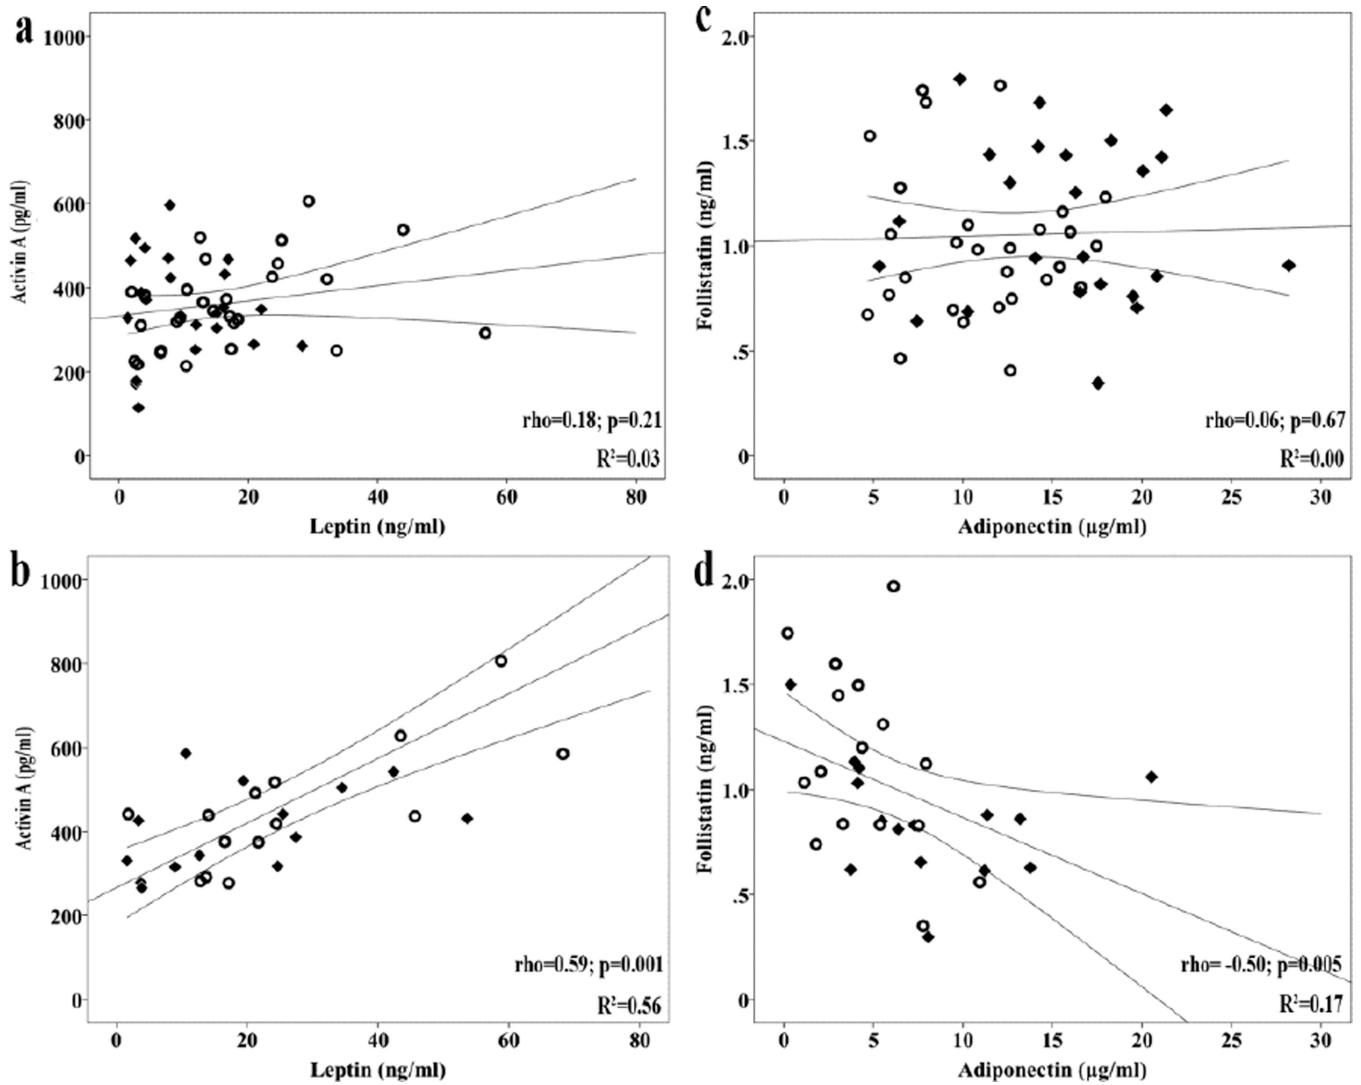 a
1000
800
600
400
200
0
Activin A (pg/ml)
rho=0.18; p=0.21
R²=0.03
0 20 40 60 80
Leptin (ng/ml)
c
2.0
1.5
1.0
.5
0
Follistatin (ng/ml)
rho=0.06; p=0.67
R²=0.00
0 5 10 15 20 25 30
Adiponectin (µg/ml)
b
1000
800
600
400
200
0
Activin A (pg/ml)
rho=0.59; p=0.001
R²=0.56
0 20 40 60 80
Leptin (ng/ml)
d
2.0
1.5
1.0
.5
0
Follistatin (ng/ml)
rho= -0.50; p=0.005
R²=0.17
0 5 10 15 20 25 30
Adiponectin (µg/ml)